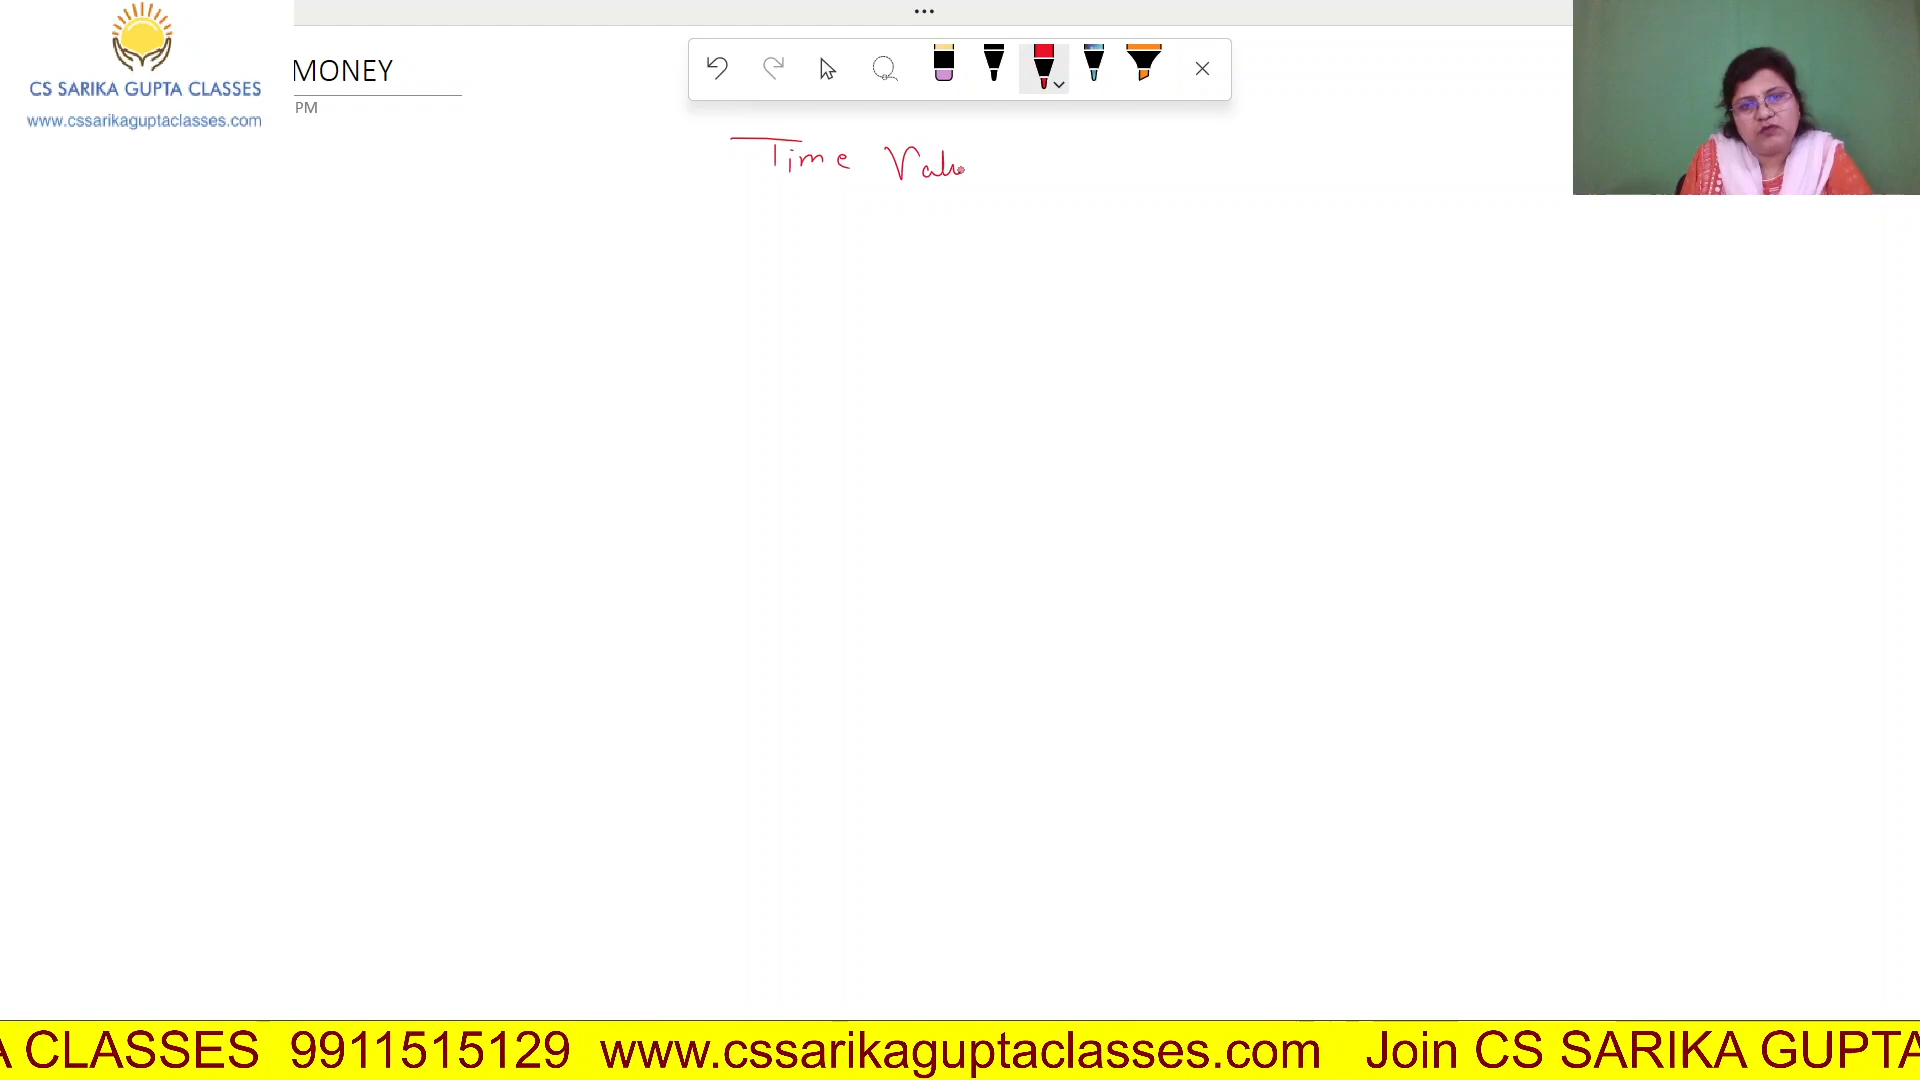 MONEY
CS SARIKA GUPTA CLASSES
PM
www.cssarikaguptaclasses.com
Time Valu
A CLASSES 9911515129 www.cssarikaguptaclasses.com Join CS SARIKA GUPTA